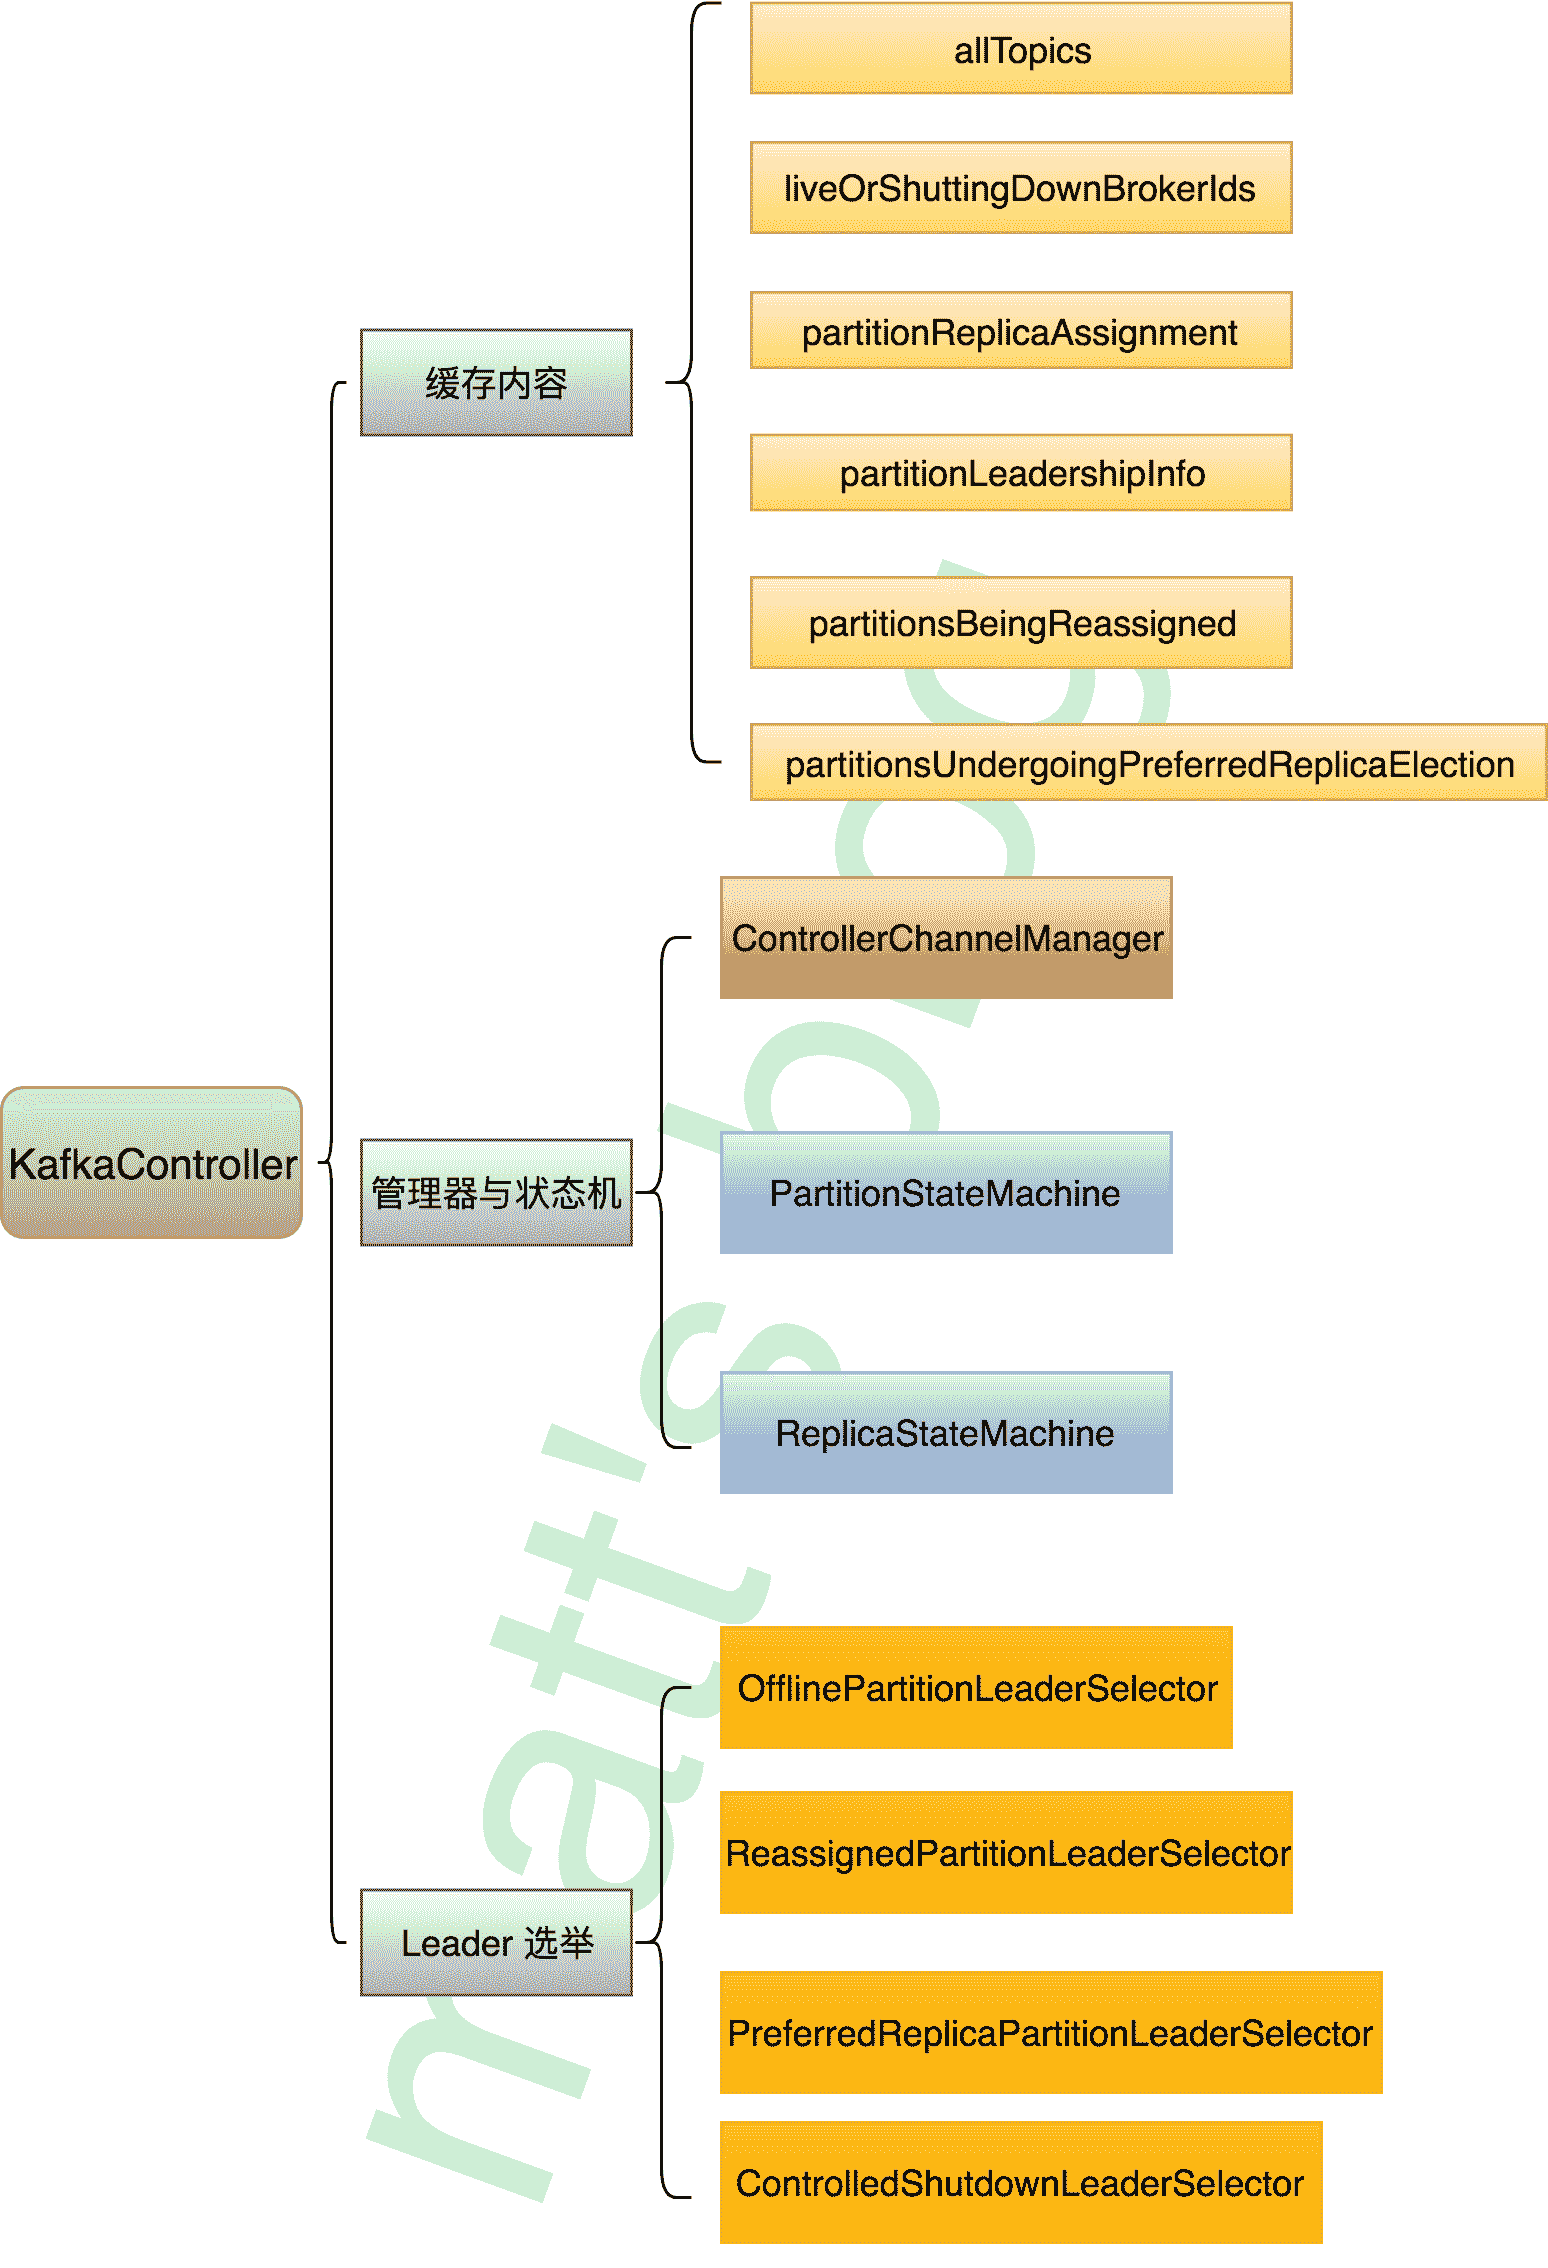 allTopics
liveOrShuttingDownBrokerIds
partitionReplicaAssignment
缓存内容
partitionLeadershipInfo
partitionsBeingReassigned
partitionsUndergoingPreferredReplicaElection
ControllerChannelManager
KafkaController
管理器与状态机
PartitionStateMachine
ReplicaStateMachine
OfflinePartitionLeaderSelector
ReassignedPartitionLeaderSelector
Leader 选举
PreferredReplicaPartitionLeaderSelector
ControlledShutdownLeaderSelector
matt's blog